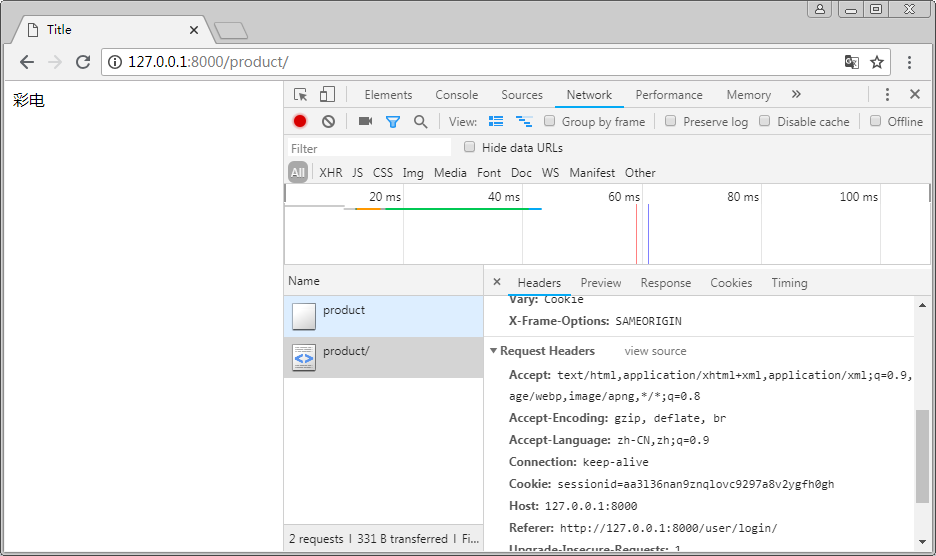 Title
127.0.0.1:8000/product/
彩电
Elements Console Sources Network Performance Memory
View: Group by frame Preserve log Disable cache Offline
Filter Hide data URLs
All XHR JS CSS Img Media Font Doc WS Manifest Other
20 ms 40 ms 60 ms 80 ms 100 ms
Name
product
product/
2 requests | 331 B transferred | Fi...
Headers Preview Response Cookies Timing
Vary: Cookie
X-Frame-Options: SAMEORIGIN
Request Headers view source
Accept: text/html,application/xhtml+xml,application/xml;q=0.9,
age/webp,image/apng,*/*;q=0.8
Accept-Encoding: gzip, deflate, br
Accept-Language: zh-CN,zh;q=0.9
Connection: keep-alive
Cookie: sessionid=aa3l36nan9znqlovc9297a8v2ygfh0gh
Host: 127.0.0.1:8000
Referer: http://127.0.0.1:8000/user/login/
Upgrade-Insecure-Requests: 1